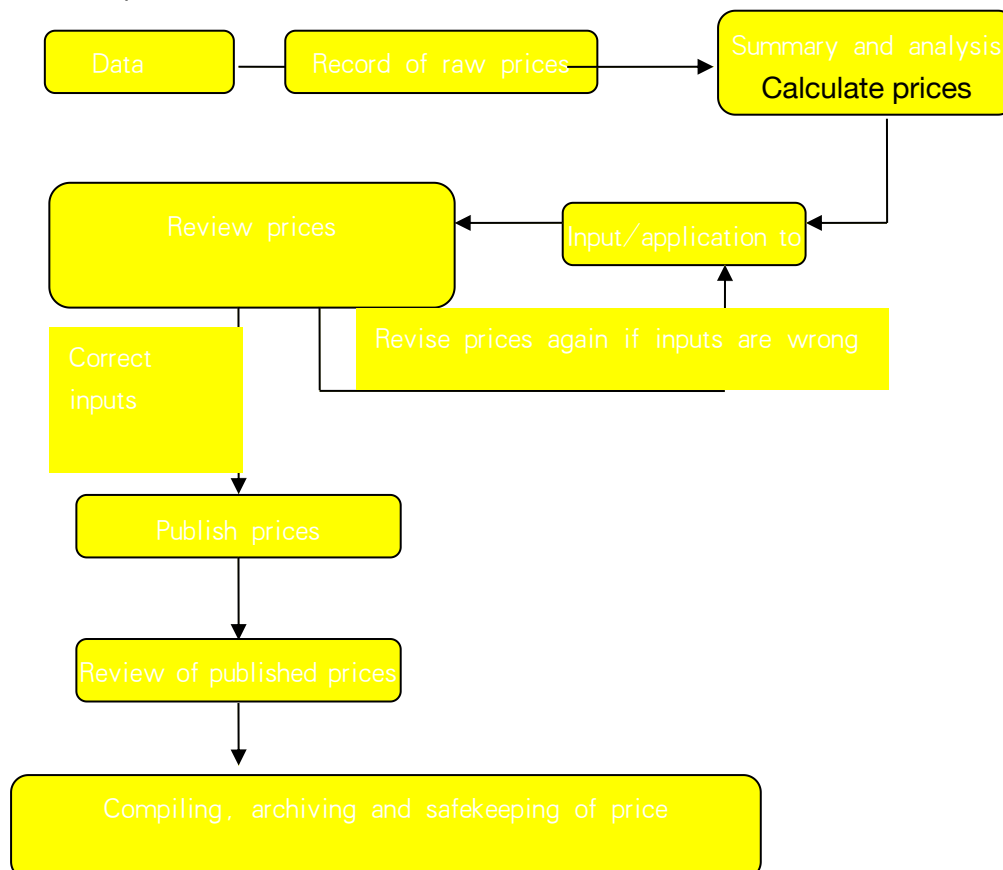 Data
Record of raw prices
Summary and analysis
Calculate prices
Review prices
Input/application to
Correct
inputs
Revise prices again if inputs are wrong
Publish prices
Review of published prices
Compiling, archiving and safekeeping of price